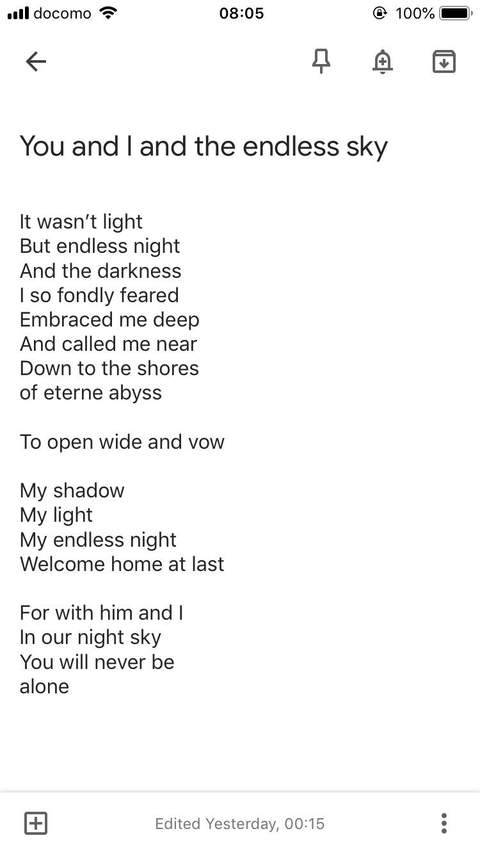 docomo 08:05 100%
You and I and the endless sky
It wasn’t light
But endless night
And the darkness
I so fondly feared
Embraced me deep
And called me near
Down to the shores
of eterne abyss
To open wide and vow
My shadow
My light
My endless night
Welcome home at last
For with him and I
In our night sky
You will never be
alone
Edited Yesterday, 00:15